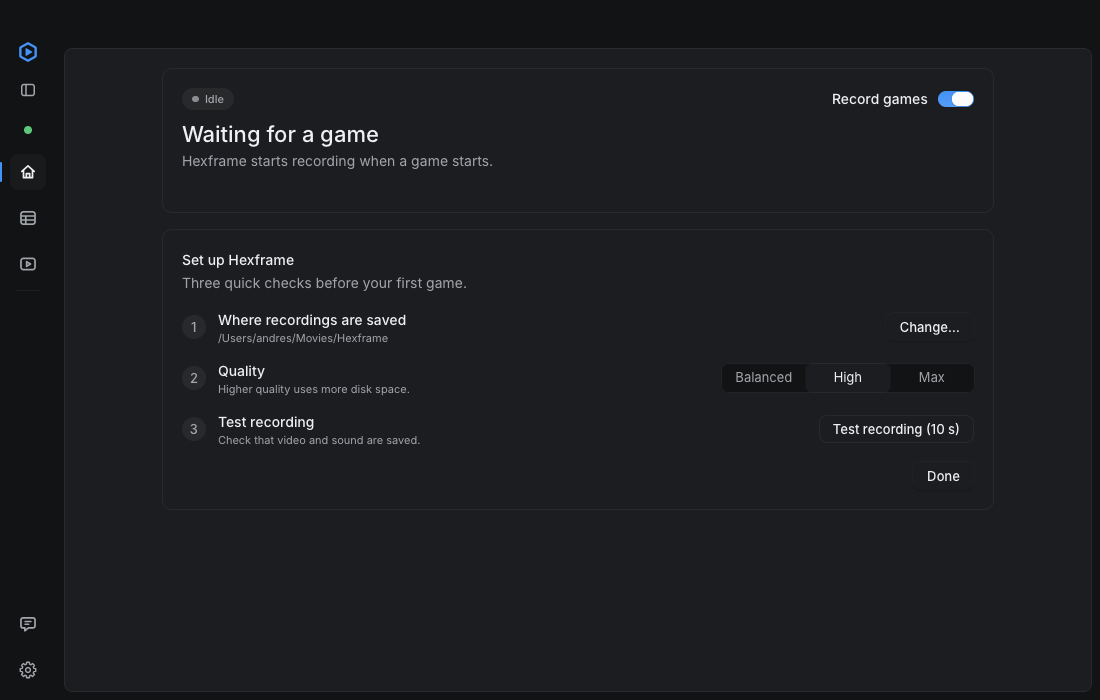 Idle
Record games
Waiting for a game
Hexframe starts recording when a game starts.
Set up Hexframe
Three quick checks before your first game.
1
Where recordings are saved
/Users/andres/Movies/Hexframe
Change...
2
Quality
Higher quality uses more disk space.
Balanced
High
Max
3
Test recording
Check that video and sound are saved.
Test recording (10 s)
Done